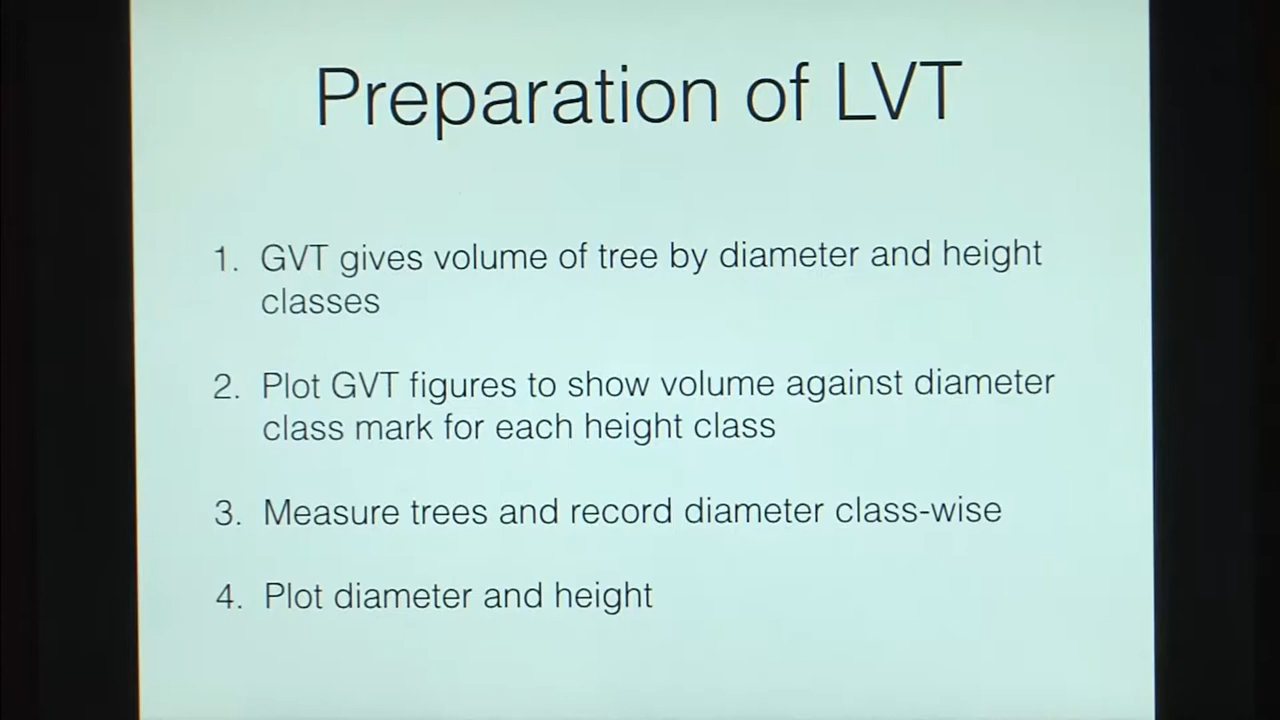 Preparation of LVT
1. GVT gives volume of tree by diameter and height
classes
2. Plot GVT figures to show volume against diameter
class mark for each height class
3. Measure trees and record diameter class-wise
4. Plot diameter and height